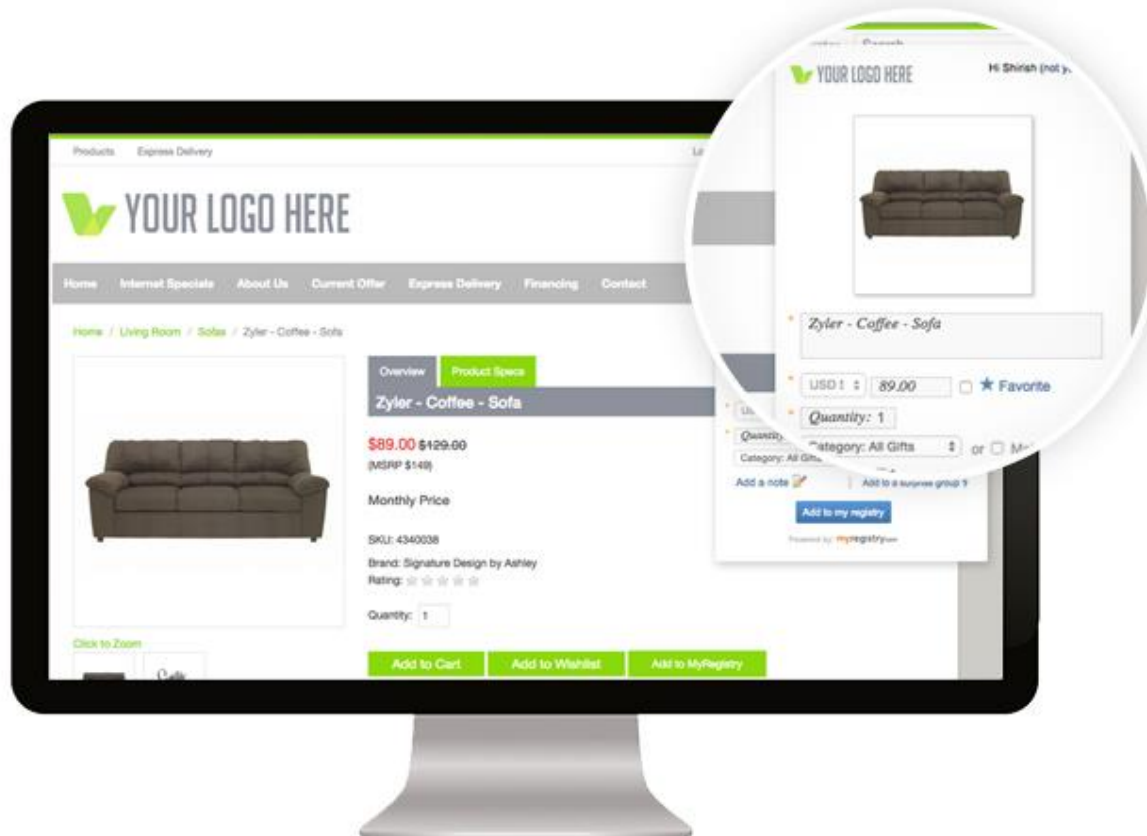 Products Express Delivery
YOUR LOGO HERE
Home Internet Specials About Us Current Offer Express Delivery Financing Contact
Home / Living Room / Sofas / Zyler - Coffee - Sofa
Overview Product Specs
Zyler - Coffee - Sofa
$89.00 $129.00
(MSRP $149)
Monthly Price
SKU: 4340038
Brand: Signature Design by Ashley
Rating:
Quantity: 1
Click to Zoom
Add to Cart Add to Wishlist Add to MyRegistry
Search
YOUR LOGO HERE
Hi Shirish (not
* Zyler - Coffee - Sofa
* USD 89.00 ★ Favorite
* Quantity: 1
Category: All Gifts or
* Quantity
Category: All
Add a note Add to a surprise group
Add to my registry
Powered by: myregistry.com